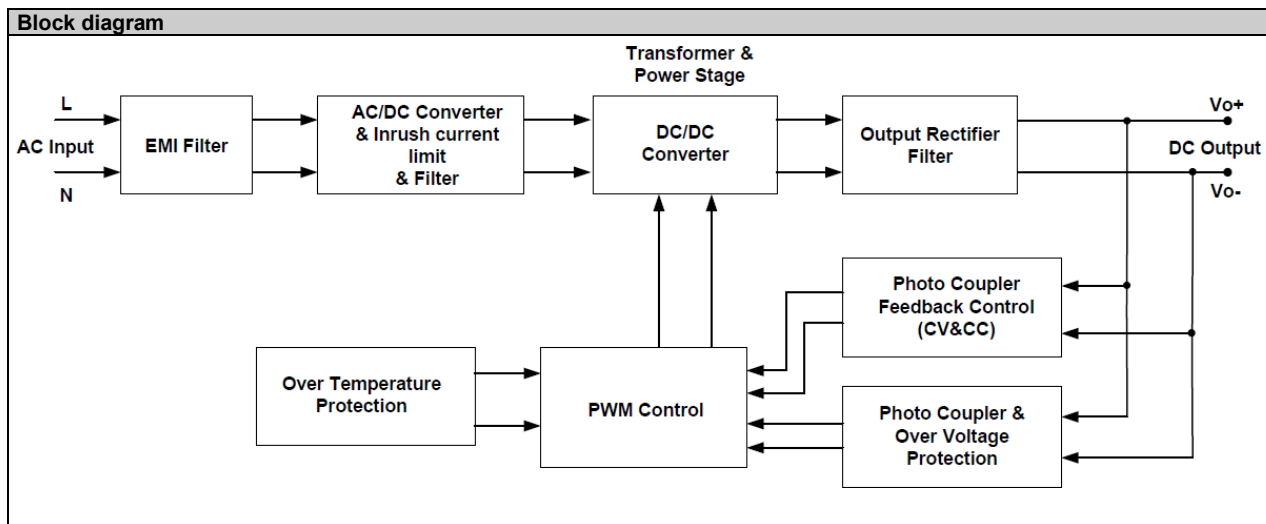 Block diagram
Transformer &
Power Stage
L
AC Input
N
EMI Filter
AC/DC Converter
& Inrush current
limit
& Filter
DC/DC
Converter
Output Rectifier
Filter
Vo+
DC Output
Vo-
Photo Coupler
Feedback Control
(CV&CC)
Over Temperature
Protection
PWM Control
Photo Coupler &
Over Voltage
Protection